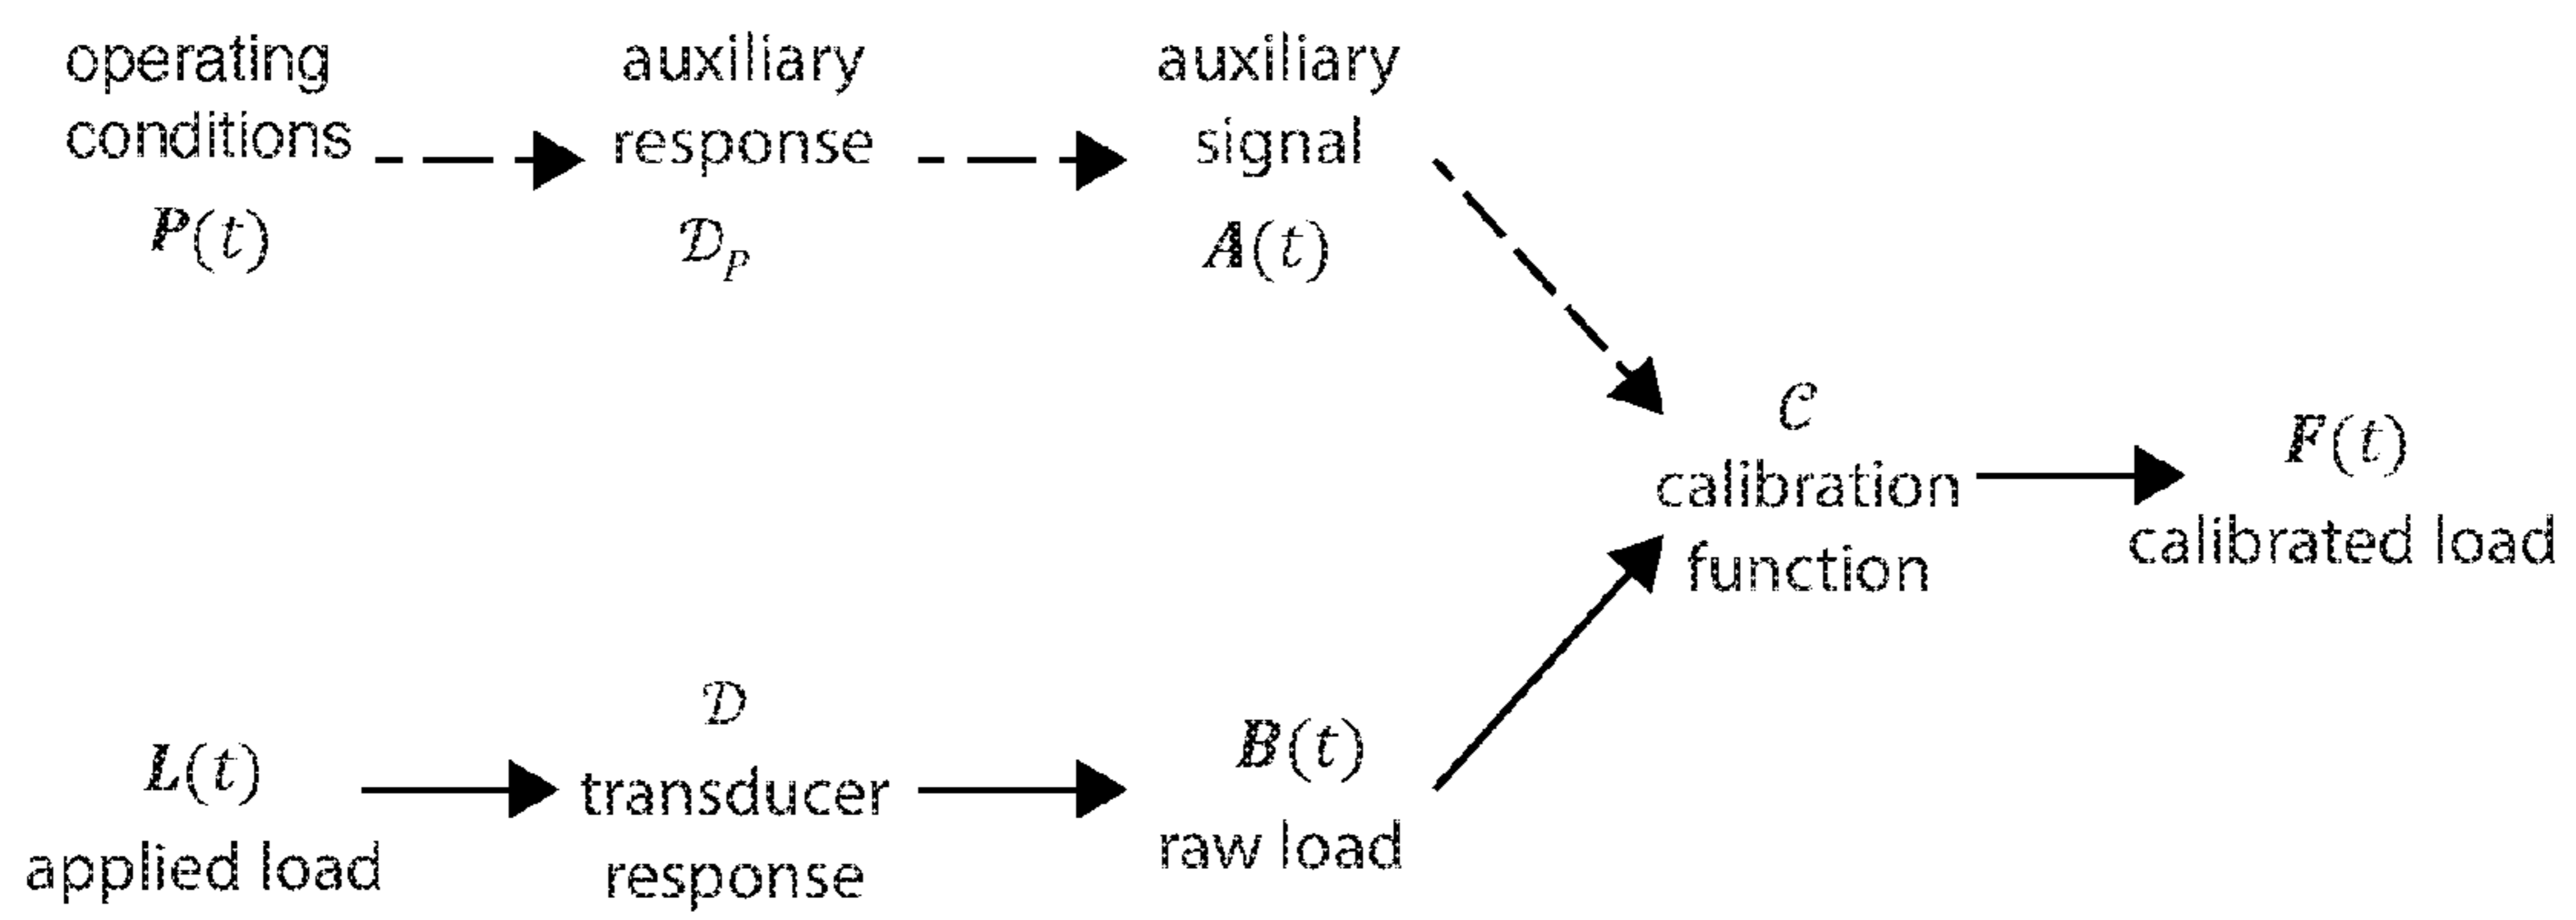 operating
conditions
P(t)
auxiliary
response
𝒟_P
auxiliary
signal
A(t)
𝒞
calibration
function
F(t)
calibrated load
L(t)
applied load
𝒟
transducer
response
B(t)
raw load